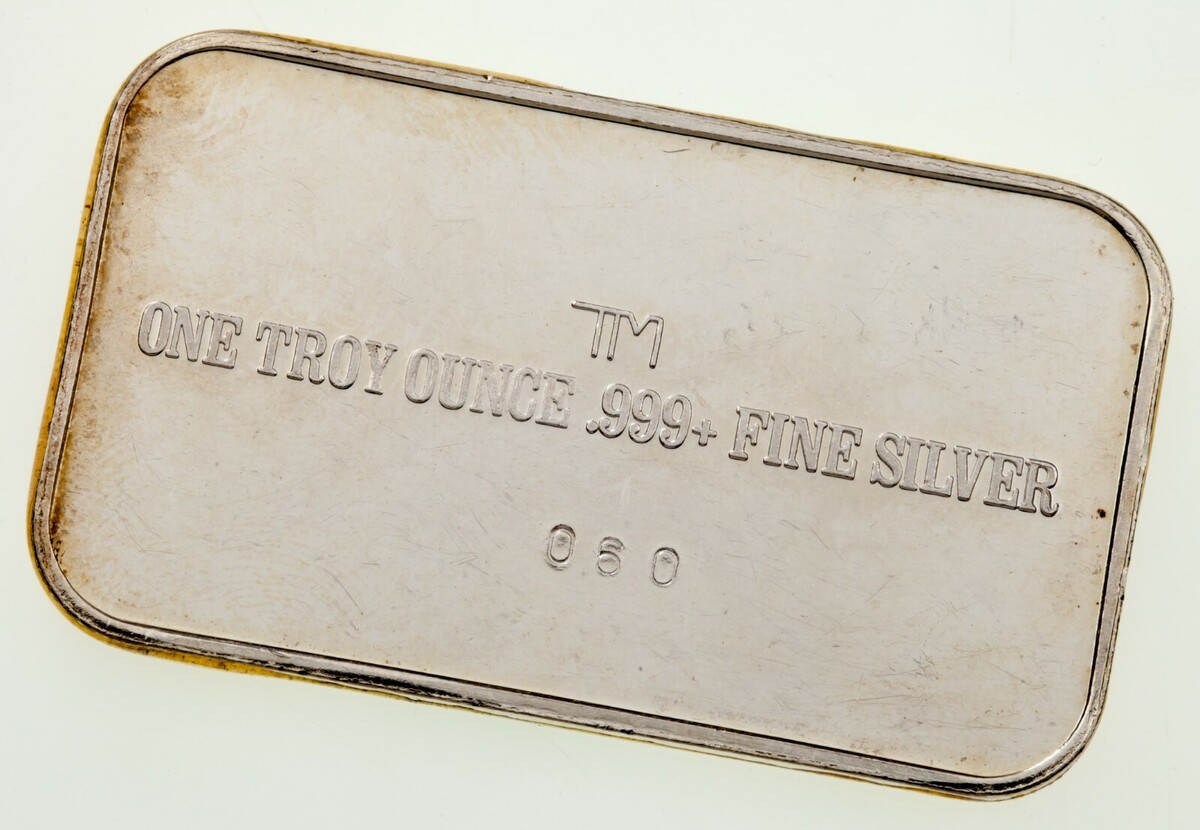 TM
ONE TROY OUNCE .999+ FINE SILVER
060